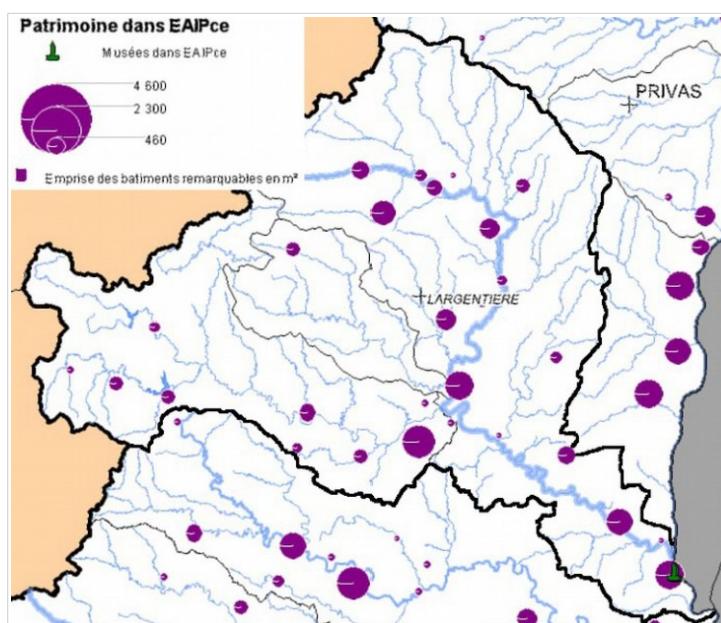 Patrimoine dans EAIPce
Musées dans EAIPce
4 600
2 300
460
Emprise des batiments remarquables en m²
PRIVAS
LARGENTIERE